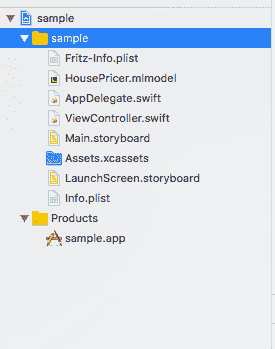 sample
sample
Fritz-Info.plist
HousePricer.mlmodel
AppDelegate.swift
ViewController.swift
Main.storyboard
Assets.xcassets
LaunchScreen.storyboard
Info.plist
Products
sample.app